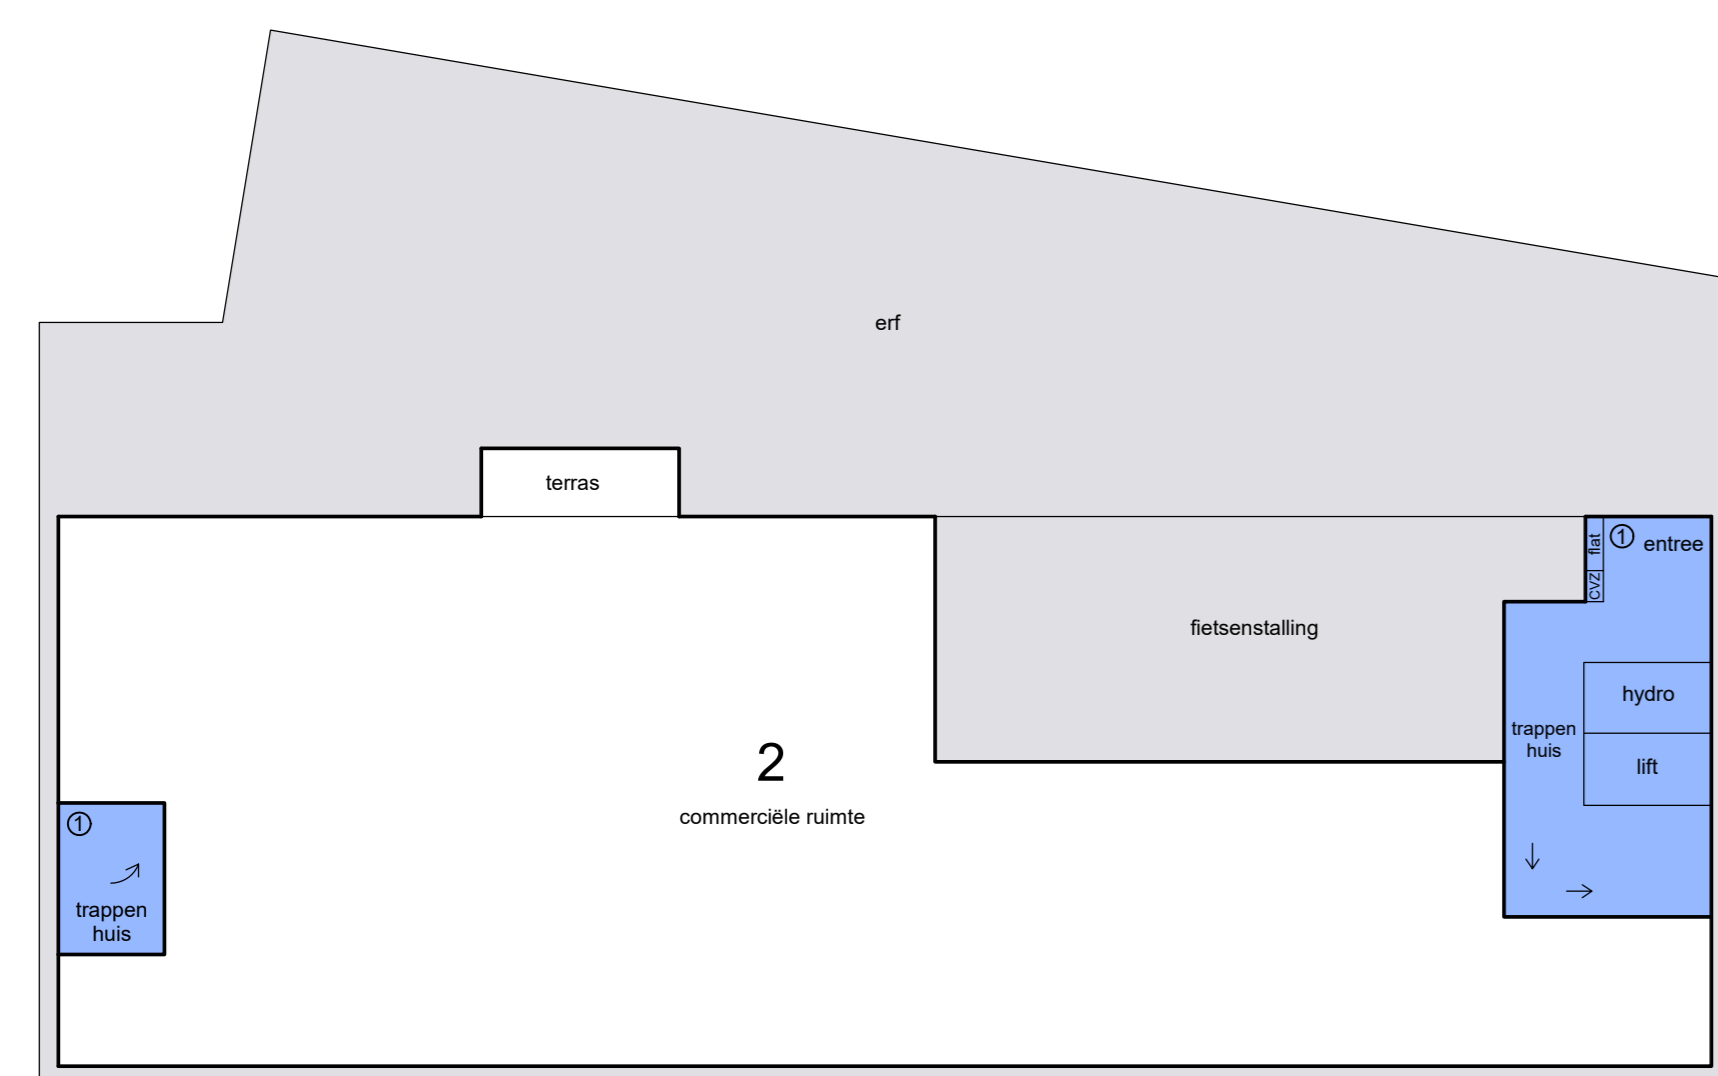 erf
terras
flat
① entree
CVZ
fietsenstalling
hydro
trappen
huis
lift
2
commerciële ruimte
①
trappen
huis